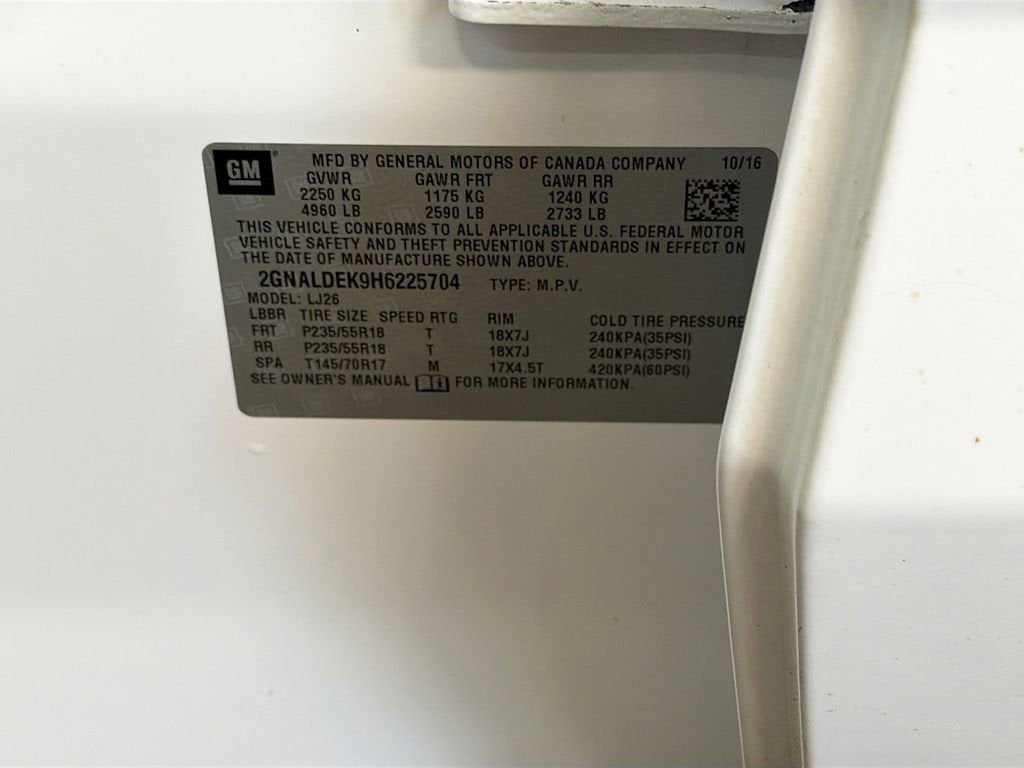 GM MFD BY GENERAL MOTORS OF CANADA COMPANY 10/16
GVWR GAWR FRT GAWR RR
2250 KG 1175 KG 1240 KG
4960 LB 2590 LB 2733 LB
THIS VEHICLE CONFORMS TO ALL APPLICABLE U.S. FEDERAL MOTOR
VEHICLE SAFETY AND THEFT PREVENTION STANDARDS IN EFFECT ON
THE DATE OF MANUFACTURE SHOWN ABOVE.
2GNALDEK9H6225704 TYPE: M.P.V.
MODEL: LJ26
LBBR TIRE SIZE SPEED RTG RIM COLD TIRE PRESSURE
FRT P235/55R18 T 18X7J 240KPA(35PSI)
RR P235/55R18 T 18X7J 240KPA(35PSI)
SPA T145/70R17 M 17X4.5T 420KPA(60PSI)
SEE OWNER'S MANUAL FOR MORE INFORMATION.